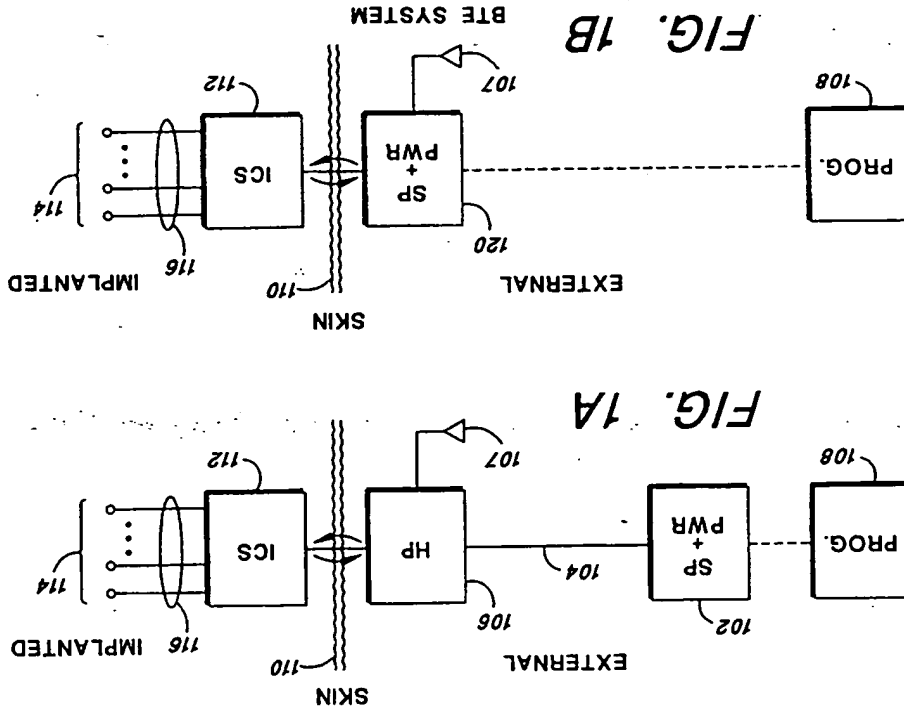 SKIN
IMPLANTED
110
EXTERNAL
116
106
102
114
104
ICS
HP
SP
+
PWR
PROG.
112
107
108
FIG. 1A
SKIN
IMPLANTED
110
EXTERNAL
116
120
114
ICS
SP
+
PWR
PROG.
112
107
108
FIG. 1B
BTE SYSTEM